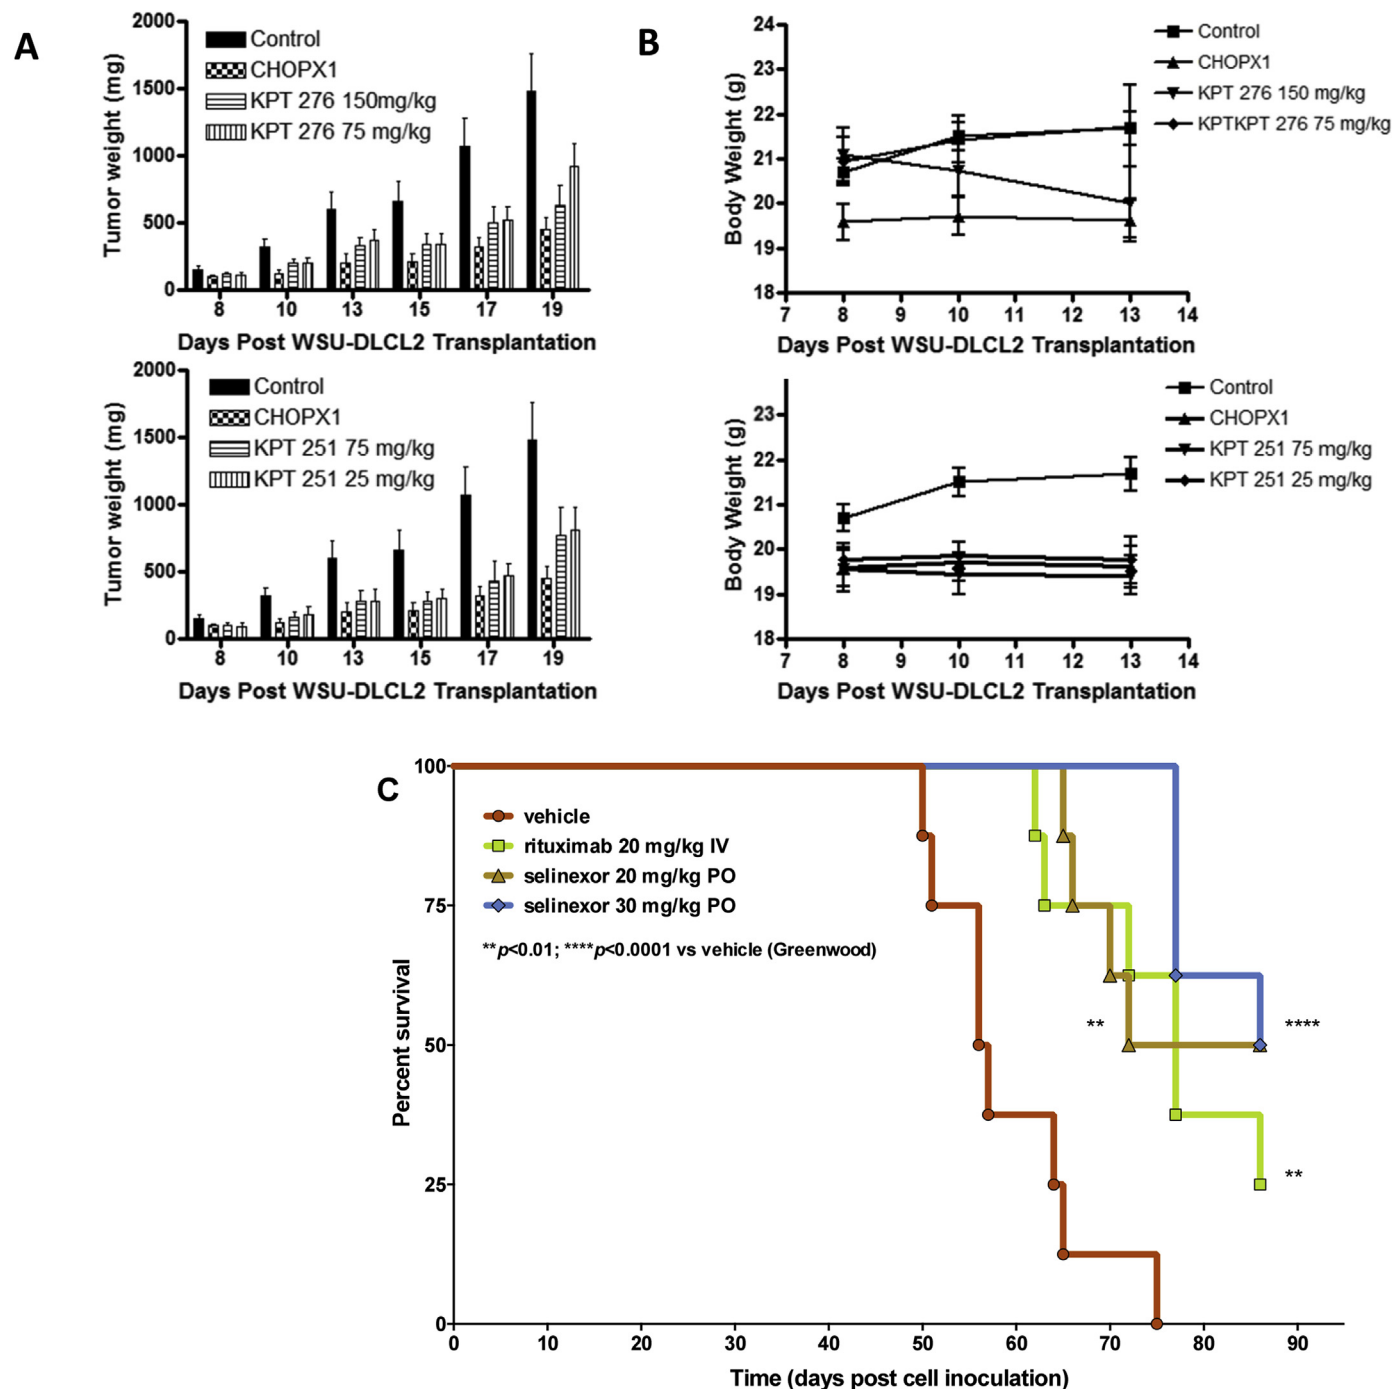 A
2000
1500
1000
500
0
Tumor weight (mg)
Control
CHOPX1
KPT 276 150mg/kg
KPT 276 75 mg/kg
8 10 13 15 17 19
Days Post WSU-DLCL2 Transplantation
2000
1500
1000
500
0
Tumor weight (mg)
Control
CHOPX1
KPT 251 75 mg/kg
KPT 251 25 mg/kg
8 10 13 15 17 19
Days Post WSU-DLCL2 Transplantation
B
24
23
22
21
20
19
18
Body Weight (g)
Control
CHOPX1
KPT 276 150 mg/kg
KPTKPT 276 75 mg/kg
7 8 9 10 11 12 13 14
Days Post WSU-DLCL2 Transplantation
23
22
21
20
19
18
Body Weight (g)
Control
CHOPX1
KPT 251 75 mg/kg
KPT 251 25 mg/kg
7 8 9 10 11 12 13 14
Days Post WSU-DLCL2 Transplantation
C
100
75
50
25
0
Percent survival
vehicle
rituximab 20 mg/kg IV
selinexor 20 mg/kg PO
selinexor 30 mg/kg PO
**p<0.01; ****p<0.0001 vs vehicle (Greenwood)
**
****
**
0 10 20 30 40 50 60 70 80 90
Time (days post cell inoculation)